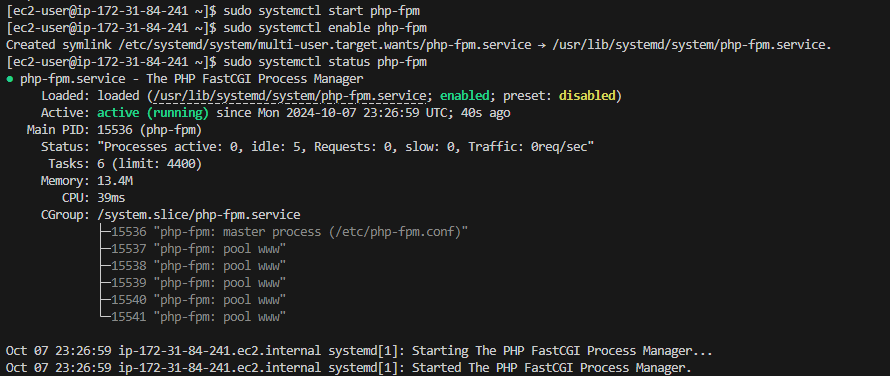 [ec2-user@ip-172-31-84-241 ~]$ sudo systemctl start php-fpm
[ec2-user@ip-172-31-84-241 ~]$ sudo systemctl enable php-fpm
Created symlink /etc/systemd/system/multi-user.target.wants/php-fpm.service → /usr/lib/systemd/system/php-fpm.service.
[ec2-user@ip-172-31-84-241 ~]$ sudo systemctl status php-fpm
● php-fpm.service - The PHP FastCGI Process Manager
     Loaded: loaded (/usr/lib/systemd/system/php-fpm.service; enabled; preset: disabled)
     Active: active (running) since Mon 2024-10-07 23:26:59 UTC; 40s ago
   Main PID: 15536 (php-fpm)
     Status: "Processes active: 0, idle: 5, Requests: 0, slow: 0, Traffic: 0req/sec"
      Tasks: 6 (limit: 4400)
     Memory: 13.4M
        CPU: 39ms
     CGroup: /system.slice/php-fpm.service
             ├─15536 "php-fpm: master process (/etc/php-fpm.conf)"
             ├─15537 "php-fpm: pool www"
             ├─15538 "php-fpm: pool www"
             ├─15539 "php-fpm: pool www"
             ├─15540 "php-fpm: pool www"
             └─15541 "php-fpm: pool www"

Oct 07 23:26:59 ip-172-31-84-241.ec2.internal systemd[1]: Starting The PHP FastCGI Process Manager...
Oct 07 23:26:59 ip-172-31-84-241.ec2.internal systemd[1]: Started The PHP FastCGI Process Manager.